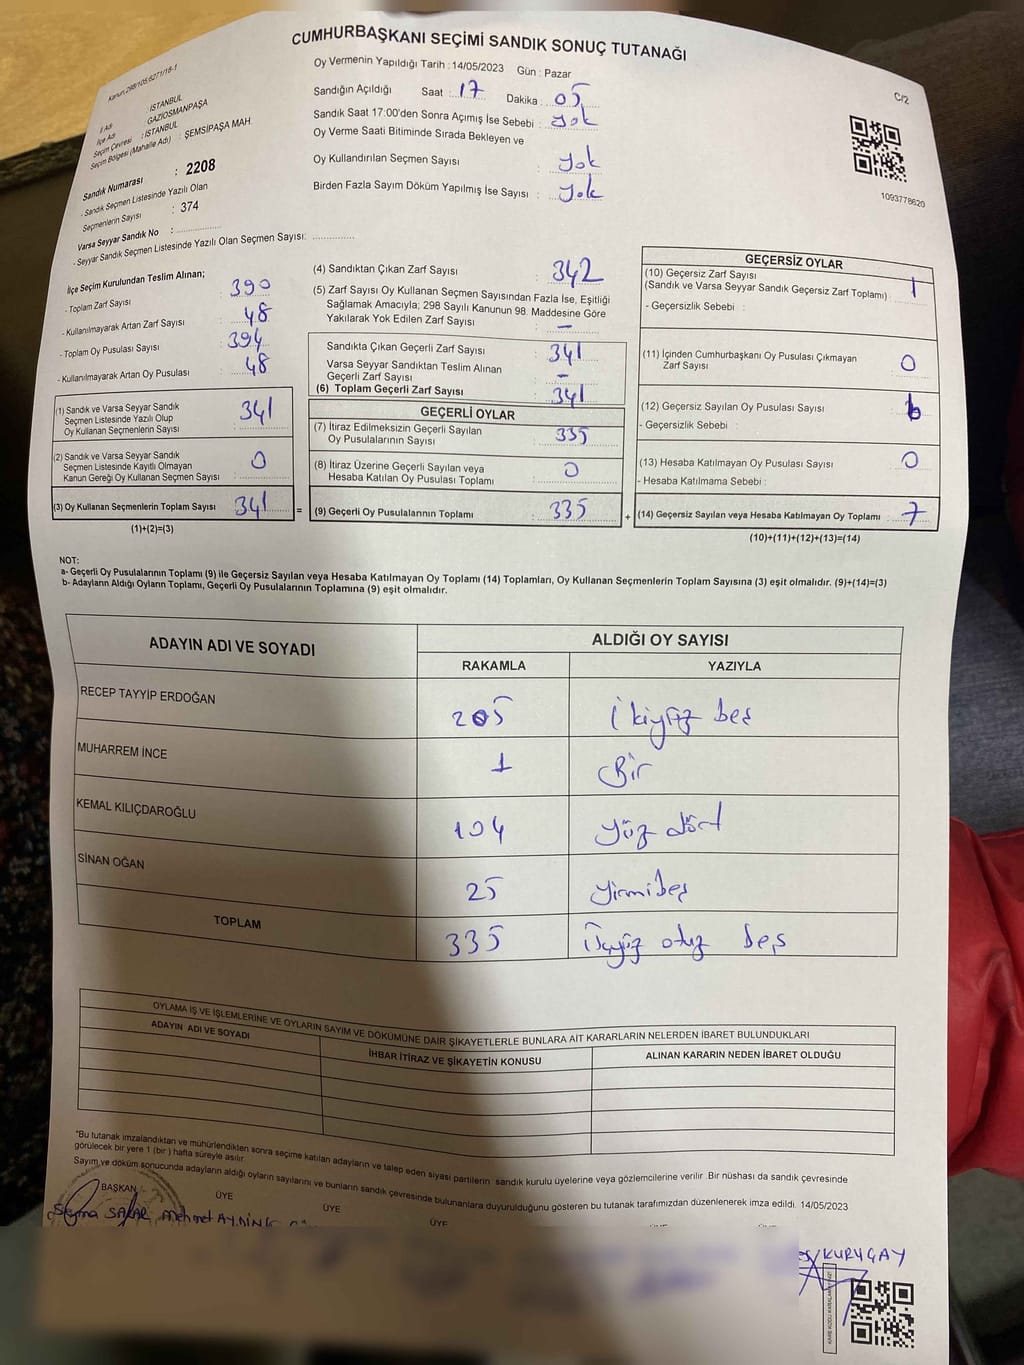 CUMHURBAŞKANI SEÇİMİ SANDIK SONUÇ TUTANAĞI
Kanun:298/105,6271/18-1
C/2
Oy Vermenin Yapıldığı Tarih : 14/05/2023 Gün : Pazar
Sandığın Açıldığı Saat : 17 Dakika : 05
Sandık Saat 17:00'den Sonra Açılmış İse Sebebi : yok
Oy Verme Saati Bitiminde Sırada Bekleyen ve
Oy Kullandırılan Seçmen Sayısı : yok
Birden Fazla Sayım Döküm Yapılmış İse Sayısı : yok
1093778620
İl Adı : İSTANBUL
İlçe Adı : GAZİOSMANPAŞA
Seçim Çevresi : İSTANBUL
Seçim Bölgesi (Mahalle Adı) : ŞEMSİPAŞA MAH.
Sandık Numarası : 2208
- Sandık Seçmen Listesinde Yazılı Olan
Seçmenlerin Sayısı : 374
Varsa Seyyar Sandık No :
- Seyyar Sandık Seçmen Listesinde Yazılı Olan Seçmen Sayısı:
İlçe Seçim Kurulundan Teslim Alınan;
- Toplam Zarf Sayısı 390
- Kullanılmayarak Artan Zarf Sayısı 48
- Toplam Oy Pusulası Sayısı 394
- Kullanılmayarak Artan Oy Pusulası 48
(1) Sandık ve Varsa Seyyar Sandık
Seçmen Listesinde Yazılı Olup
Oy Kullanan Seçmenlerin Sayısı 341
(2) Sandık ve Varsa Seyyar Sandık
Seçmen Listesinde Kayıtlı Olmayan
Kanun Gereği Oy Kullanan Seçmen Sayısı 0
(3) Oy Kullanan Seçmenlerin Toplam Sayısı 341
(1)+(2)=(3)
(4) Sandıktan Çıkan Zarf Sayısı : 342
(5) Zarf Sayısı Oy Kullanan Seçmen Sayısından Fazla İse, Eşitliği
Sağlamak Amacıyla; 298 Sayılı Kanunun 98. Maddesine Göre
Yakılarak Yok Edilen Zarf Sayısı : —
Sandıkta Çıkan Geçerli Zarf Sayısı : 341
Varsa Seyyar Sandıktan Teslim Alınan
Geçerli Zarf Sayısı : —
(6) Toplam Geçerli Zarf Sayısı : 341
GEÇERLİ OYLAR
(7) İtiraz Edilmeksizin Geçerli Sayılan
Oy Pusulalarının Sayısı : 335
(8) İtiraz Üzerine Geçerli Sayılan veya
Hesaba Katılan Oy Pusulası Toplamı : 0
= (9) Geçerli Oy Pusulalarının Toplamı : 335
GEÇERSİZ OYLAR
(10) Geçersiz Zarf Sayısı
(Sandık ve Varsa Seyyar Sandık Geçersiz Zarf Toplamı) : 1
- Geçersizlik Sebebi :
(11) İçinden Cumhurbaşkanı Oy Pusulası Çıkmayan
Zarf Sayısı : 0
(12) Geçersiz Sayılan Oy Pusulası Sayısı : 6
- Geçersizlik Sebebi :
(13) Hesaba Katılmayan Oy Pusulası Sayısı : 0
- Hesaba Katılmama Sebebi :
+ (14) Geçersiz Sayılan veya Hesaba Katılmayan Oy Toplamı : 7
(10)+(11)+(12)+(13)=(14)
NOT:
a- Geçerli Oy Pusulalarının Toplamı (9) ile Geçersiz Sayılan veya Hesaba Katılmayan Oy Toplamı (14) Toplamları, Oy Kullanan Seçmenlerin Toplam Sayısına (3) eşit olmalıdır. (9)+(14)=(3)
b- Adayların Aldığı Oyların Toplamı, Geçerli Oy Pusulalarının Toplamına (9) eşit olmalıdır.
ADAYIN ADI VE SOYADI ALDIĞI OY SAYISI
RAKAMLA YAZIYLA
RECEP TAYYİP ERDOĞAN 205 ikiyüz beş
MUHARREM İNCE 1 Bir
KEMAL KILIÇDAROĞLU 104 yüz dört
SİNAN OĞAN 25 yirmibeş
TOPLAM 335 üçyüz otuz beş
OYLAMA İŞ VE İŞLEMLERİNE VE OYLARIN SAYIM VE DÖKÜMÜNE DAİR ŞİKAYETLERLE BUNLARA AİT KARARLARIN NELERDEN İBARET BULUNDUKLARI
ADAYIN ADI VE SOYADI İHBAR İTİRAZ VE ŞİKAYETİN KONUSU ALINAN KARARIN NEDEN İBARET OLDUĞU
"Bu tutanak imzalandıktan ve mühürlendikten sonra seçime katılan adayların ve talep eden siyasi partilerin sandık kurulu üyelerine veya gözlemcilerine verilir. Bir nüshası da sandık çevresinde
görülecek bir yere 1 (bir) hafta süreyle asılır.
Sayım ve döküm sonucunda adayların aldığı oyların sayılarını ve bunların sandık çevresinde bulunanlara duyurulduğunu gösteren bu tutanak tarafımızdan düzenlenerek imza edildi. 14/05/2023
BAŞKAN ÜYE ÜYE ÜYE
KURUÇAY